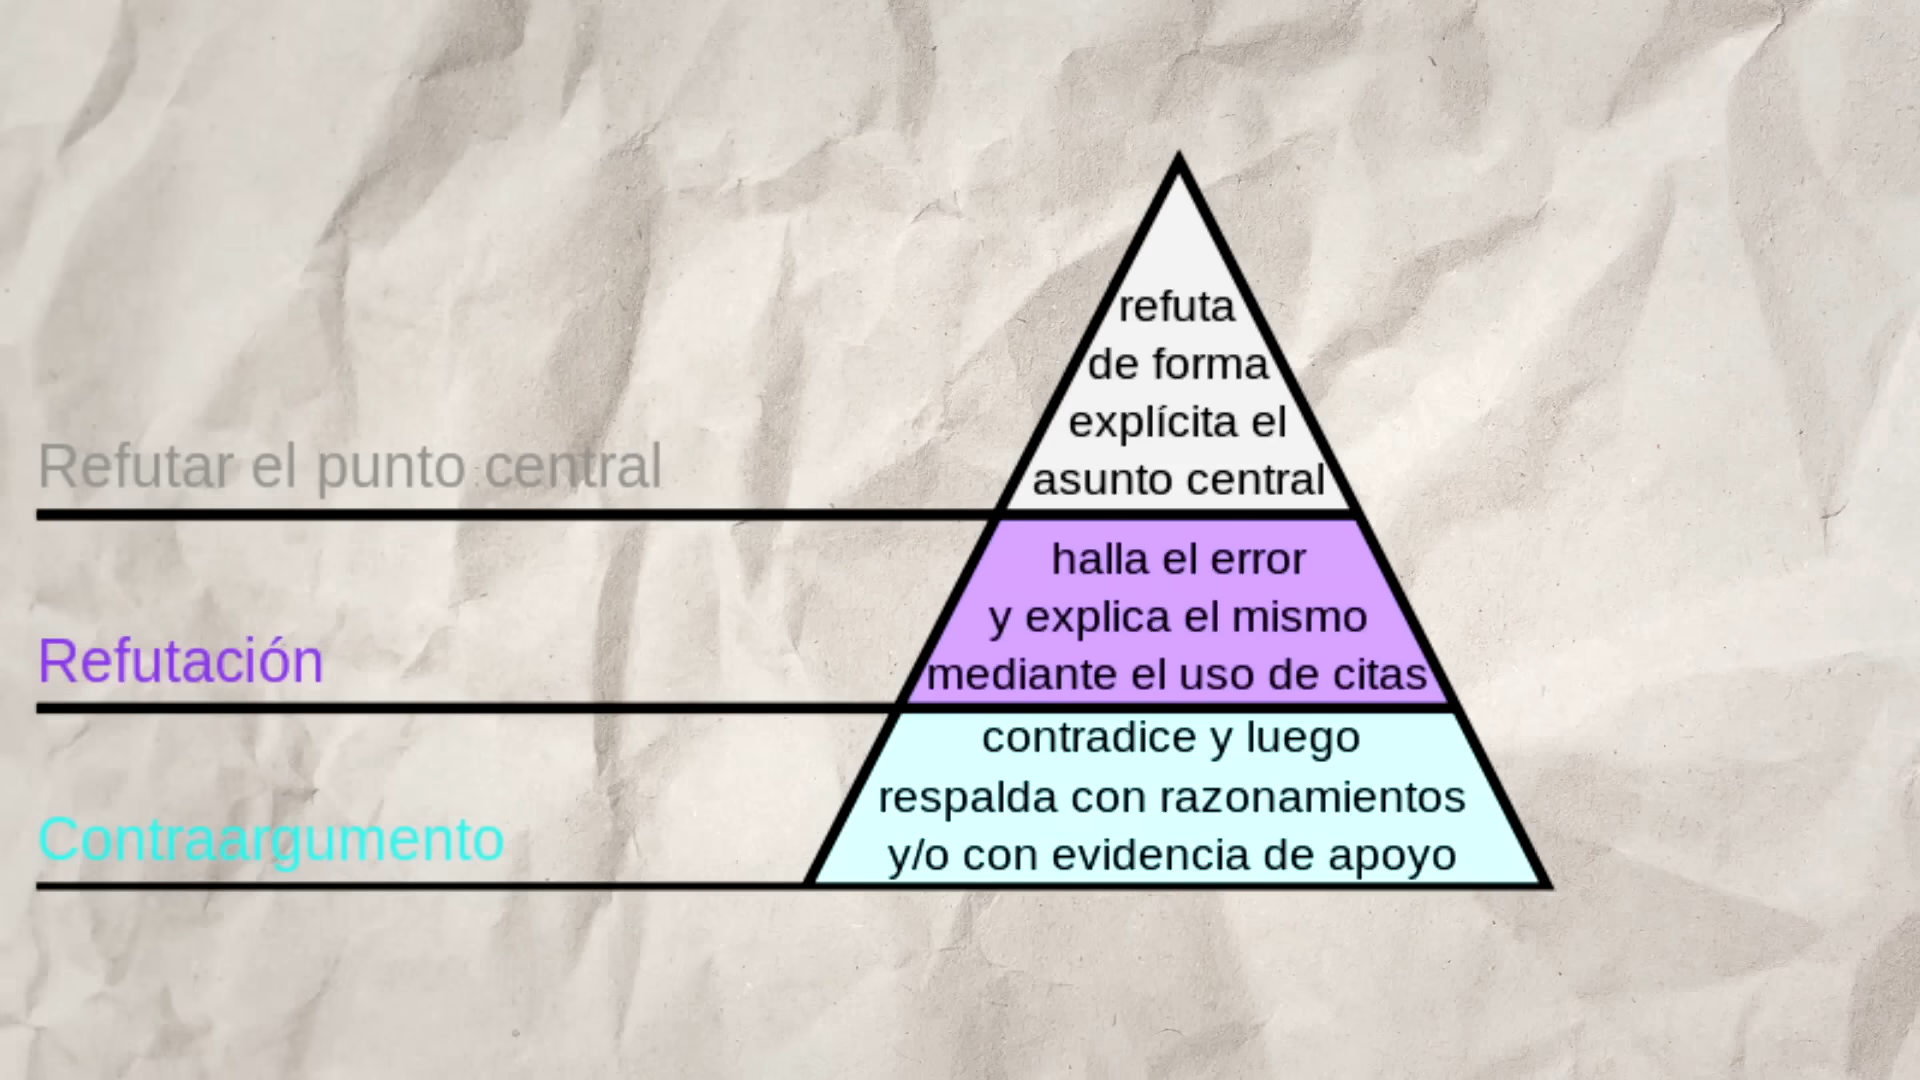 refuta
de forma
explícita el
asunto central
Refutar el punto central
halla el error
y explica el mismo
mediante el uso de citas
Refutación
contradice y luego
respalda con razonamientos
y/o con evidencia de apoyo
Contraargumento